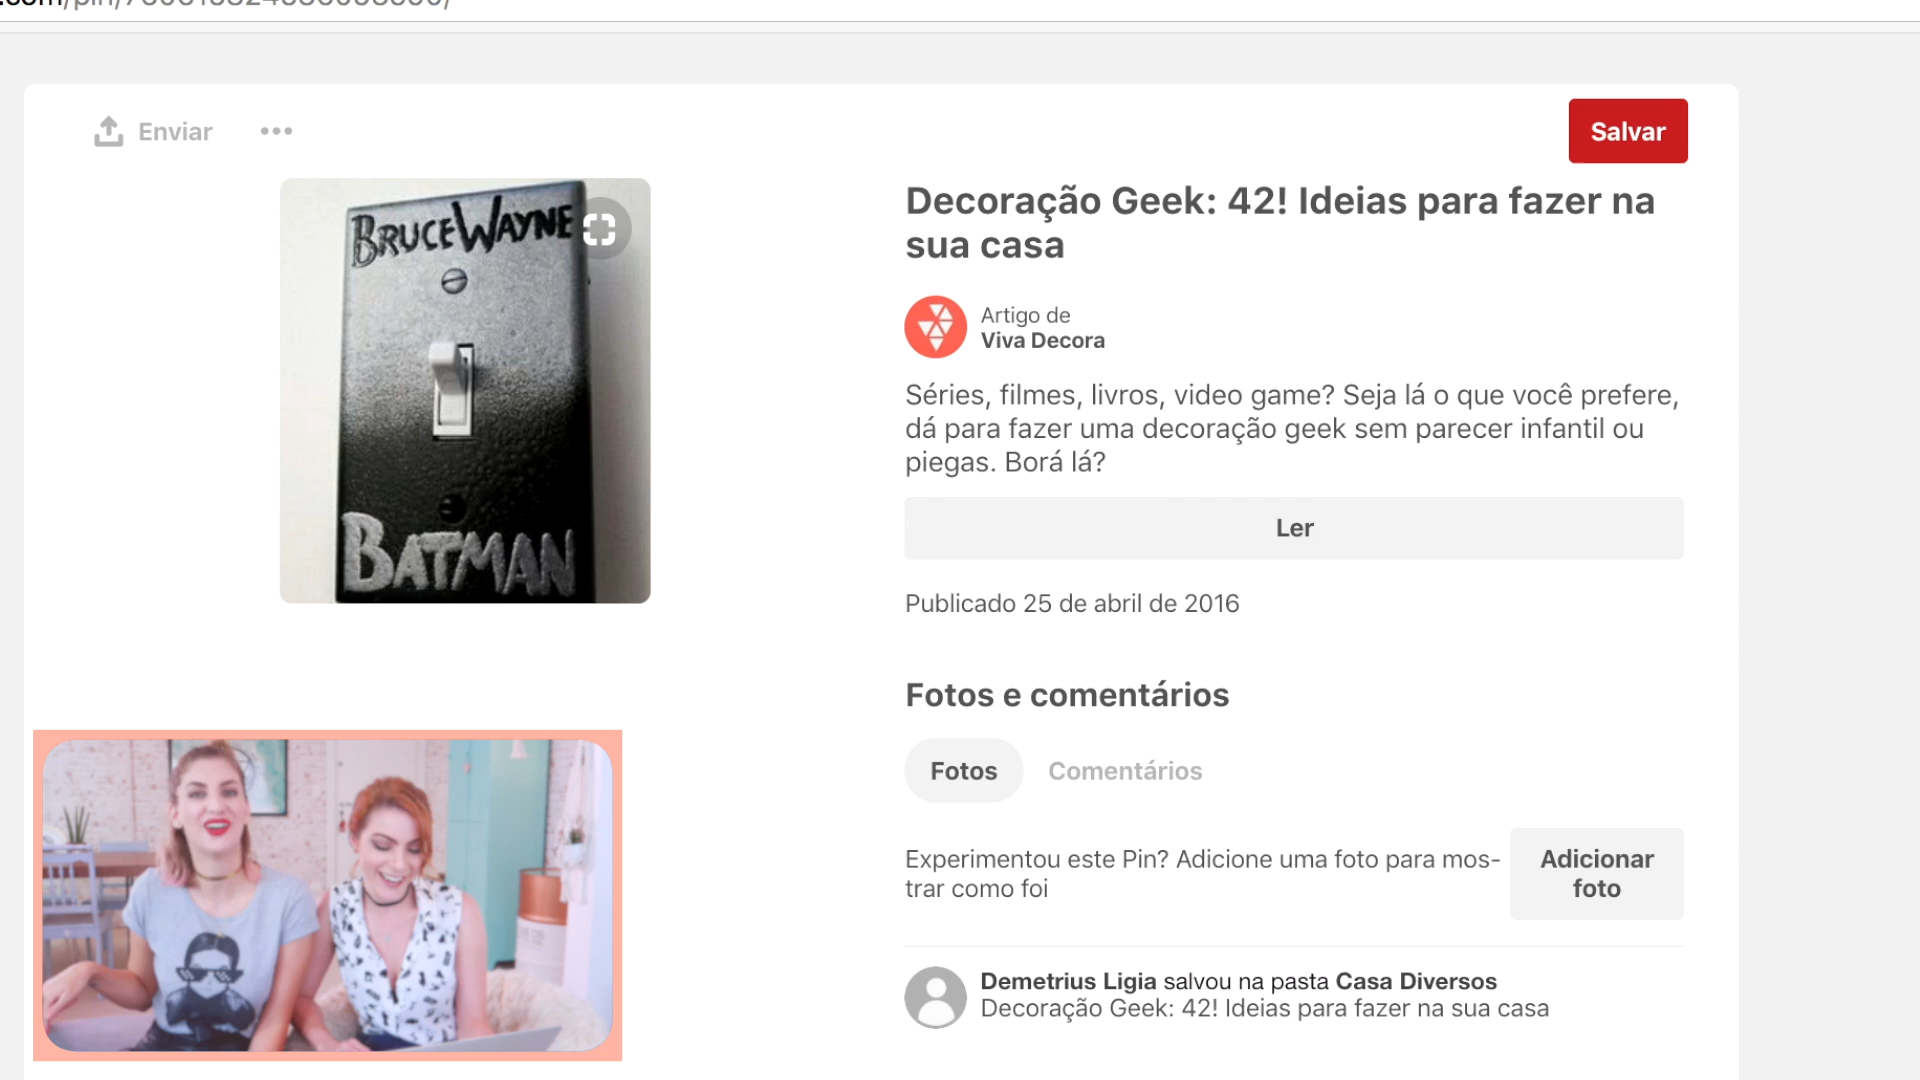 Enviar
Salvar
BRUCE WAYNE
BATMAN
Decoração Geek: 42! Ideias para fazer na
sua casa
Artigo de
Viva Decora
Séries, filmes, livros, video game? Seja lá o que você prefere,
dá para fazer uma decoração geek sem parecer infantil ou
piegas. Borá lá?
Ler
Publicado 25 de abril de 2016
Fotos e comentários
Fotos
Comentários
Experimentou este Pin? Adicione uma foto para mos-
trar como foi
Adicionar
foto
Demetrius Ligia salvou na pasta Casa Diversos
Decoração Geek: 42! Ideias para fazer na sua casa